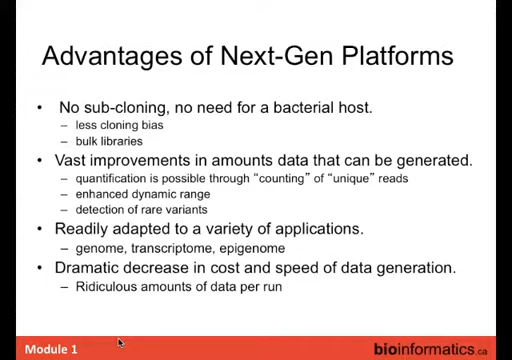 Advantages of Next-Gen Platforms
• No sub-cloning, no need for a bacterial host.
– less cloning bias
– bulk libraries
• Vast improvements in amounts data that can be generated.
– quantification is possible through “counting” of “unique” reads
– enhanced dynamic range
– detection of rare variants
• Readily adapted to a variety of applications.
– genome, transcriptome, epigenome
• Dramatic decrease in cost and speed of data generation.
– Ridiculous amounts of data per run
Module 1
bioinformatics.ca